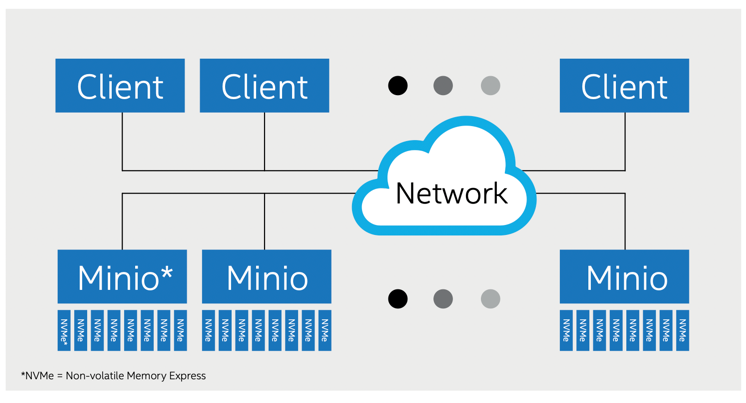 Client Client Client
Network
Minio* Minio Minio
NVMe* NVMe NVMe NVMe NVMe NVMe NVMe NVMe NVMe NVMe NVMe NVMe NVMe NVMe NVMe NVMe NVMe NVMe NVMe NVMe NVMe NVMe NVMe NVMe
*NVMe = Non-volatile Memory Express